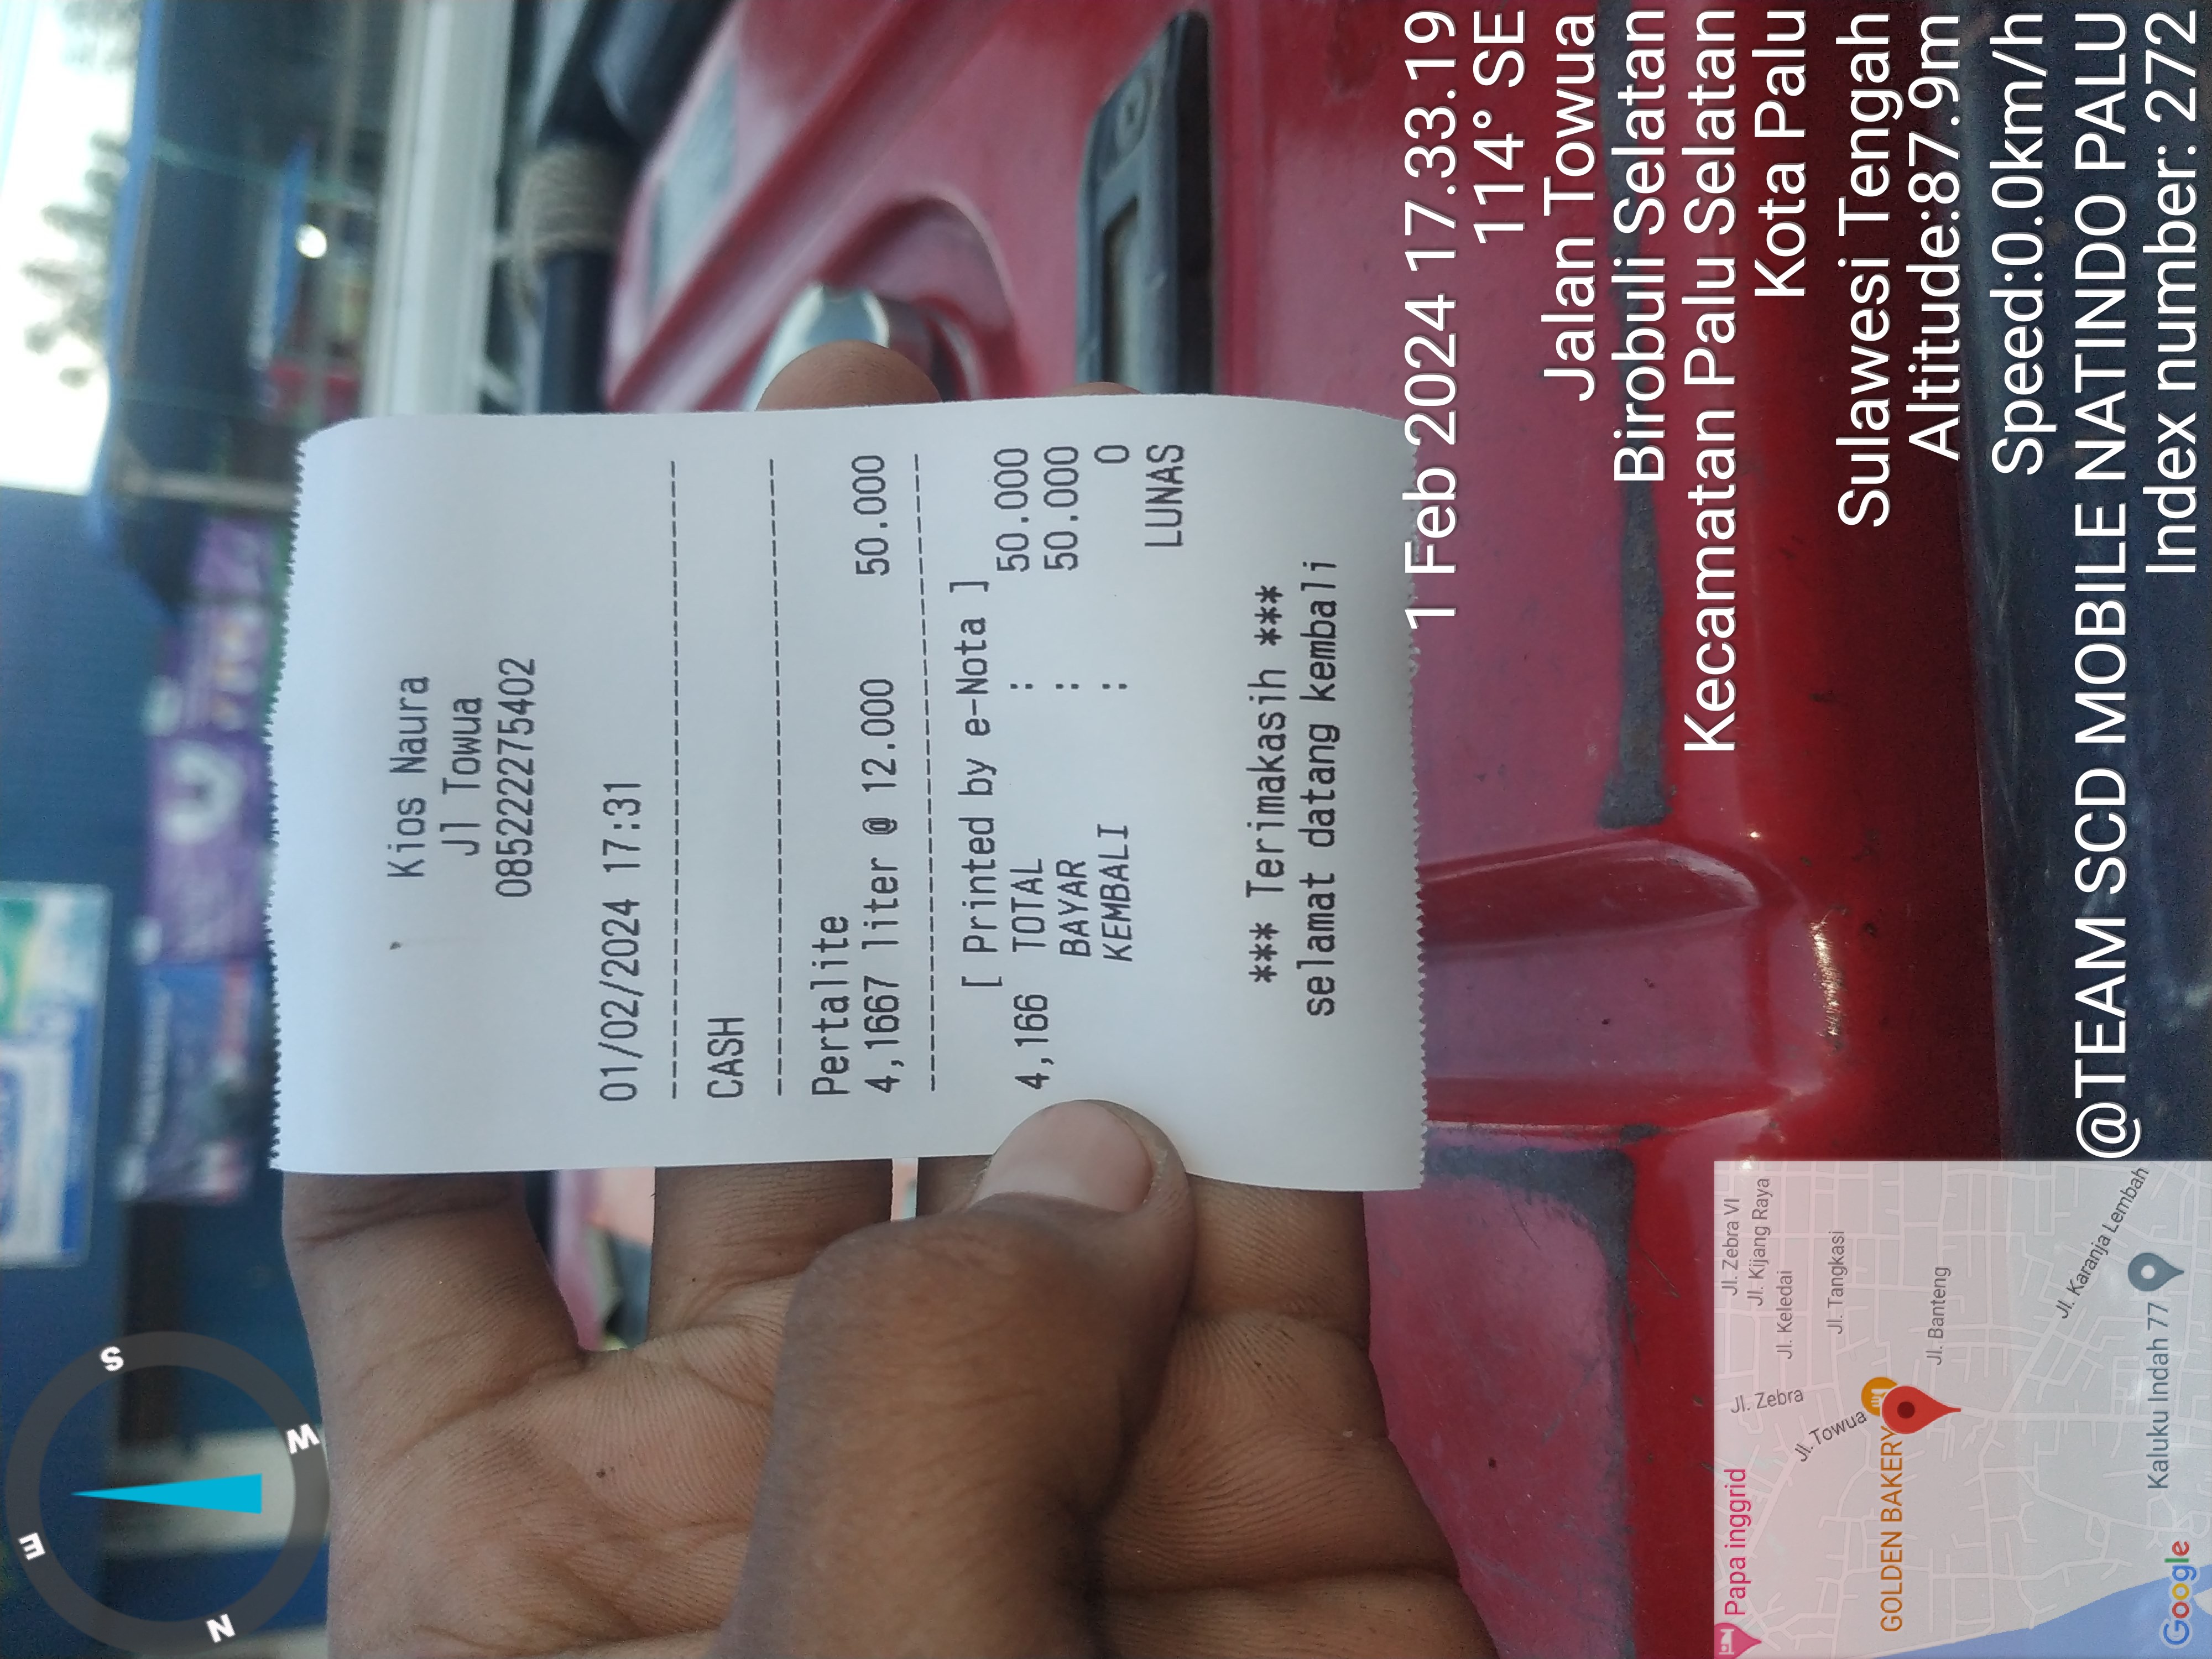 Kios Naura
Jl Towua
085222275402
01/02/2024 17:31
--------------------------------
CASH
--------------------------------
Pertalite
4,1667 liter @ 12.000 50.000
--------------------------------
[ Printed by e-Nota ]
4,166 TOTAL : 50.000
BAYAR : 50.000
KEMBALI : 0
LUNAS
*** Terimakasih ***
selamat datang kembali
1 Feb 2024 17.33.19
114° SE
Jalan Towua
Birobuli Selatan
Kecamatan Palu Selatan
Kota Palu
Sulawesi Tengah
Altitude:87.9m
Speed:0.0km/h
@TEAM SCD MOBILE NATINDO PALU
Index number: 272
N
E
S
W
Papa inggrid
Jl. Zebra VI
Jl. Kijang Raya
Jl. Keledai
Jl. Zebra
Jl. Tangkasi
Jl. Towua
GOLDEN BAKERY
Jl. Banteng
Jl. Karanja Lembah
Kaluku Indah 77
Google